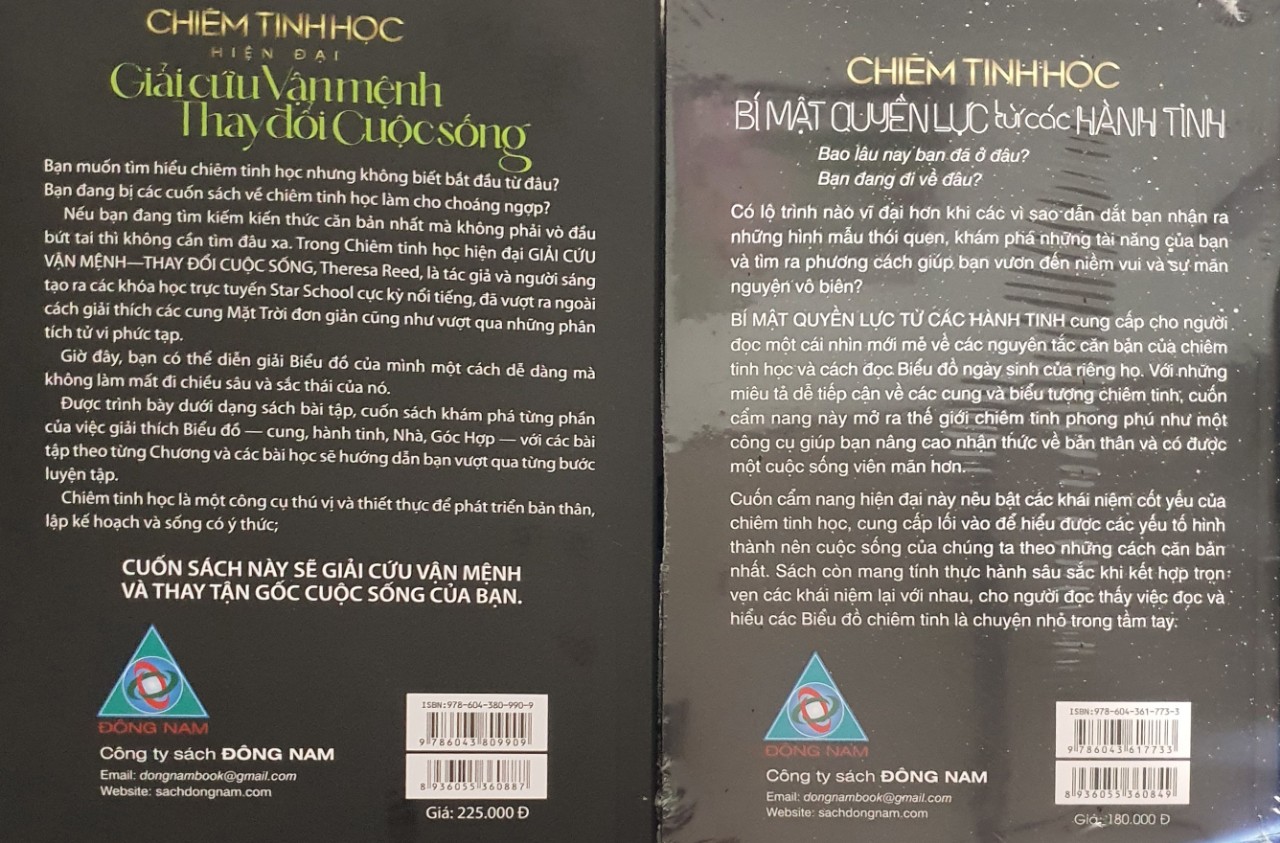 CHIÊM TINH HỌC
HIỆN ĐẠI
Giải cứu Vận mệnh
Thay đổi Cuộc sống
Bạn muốn tìm hiểu chiêm tinh học nhưng không biết bắt đầu từ đâu?
Bạn đang bị các cuốn sách về chiêm tinh học làm cho choáng ngợp?
Nếu bạn đang tìm kiếm kiến thức căn bản nhất mà không phải vò đầu
bứt tai thì không cần tìm đâu xa. Trong Chiêm tinh học hiện đại GIẢI CỨU
VẬN MỆNH—THAY ĐỔI CUỘC SỐNG, Theresa Reed, là tác giả và người sáng
tạo ra các khóa học trực tuyến Star School cực kỳ nổi tiếng, đã vượt ra ngoài
cách giải thích các cung Mặt Trời đơn giản cũng như vượt qua những phân
tích tử vi phức tạp.
Giờ đây, bạn có thể diễn giải Biểu đồ của mình một cách dễ dàng mà
không làm mất đi chiều sâu và sắc thái của nó.
Được trình bày dưới dạng sách bài tập, cuốn sách khám phá từng phần
của việc giải thích Biểu đồ — cung, hành tinh, Nhà, Góc Hợp — với các bài
tập theo từng Chương và các bài học sẽ hướng dẫn bạn vượt qua từng bước
luyện tập.
Chiêm tinh học là một công cụ thú vị và thiết thực để phát triển bản thân,
lập kế hoạch và sống có ý thức;
CUỐN SÁCH NÀY SẼ GIẢI CỨU VẬN MỆNH
VÀ THAY TẬN GỐC CUỘC SỐNG CỦA BẠN.
ĐÔNG NAM
Công ty sách ĐÔNG NAM
Email: dongnambook@gmail.com
Website: sachdongnam.com
ISBN:978-604-380-990-9
9 786043 809909
8 936055 360887
Giá: 225.000 Đ
CHIÊM TINH HỌC
BÍ MẬT QUYỀN LỰC từ các HÀNH TINH
Bao lâu nay bạn đã ở đâu?
Bạn đang đi về đâu?
Có lộ trình nào vĩ đại hơn khi các vì sao dẫn dắt bạn nhận ra
những hình mẫu thói quen, khám phá những tài năng của bạn
và tìm ra phương cách giúp bạn vươn đến niềm vui và sự mãn
nguyện vô biên?
BÍ MẬT QUYỀN LỰC TỪ CÁC HÀNH TINH cung cấp cho người
đọc một cái nhìn mới mẻ về các nguyên tắc căn bản của chiêm
tinh học và cách đọc Biểu đồ ngày sinh của riêng họ. Với những
miêu tả dễ tiếp cận về các cung và biểu tượng chiêm tinh, cuốn
cẩm nang này mở ra thế giới chiêm tinh phong phú như một
công cụ giúp bạn nâng cao nhận thức về bản thân và có được
một cuộc sống viên mãn hơn.
Cuốn cẩm nang hiện đại này nêu bật các khái niệm cốt yếu của
chiêm tinh học, cung cấp lối vào để hiểu được các yếu tố hình
thành nên cuộc sống của chúng ta theo những cách căn bản
nhất. Sách còn mang tính thực hành sâu sắc khi kết hợp trọn
vẹn các khái niệm lại với nhau, cho người đọc thấy việc đọc và
hiểu các Biểu đồ chiêm tinh là chuyện nhỏ trong tầm tay.
ĐÔNG NAM
Công ty sách ĐÔNG NAM
Email: dongnambook@gmail.com
Website: sachdongnam.com
ISBN:978-604-361-773-3
9 786043 617733
8 936055 360849
Giá: 180.000 Đ